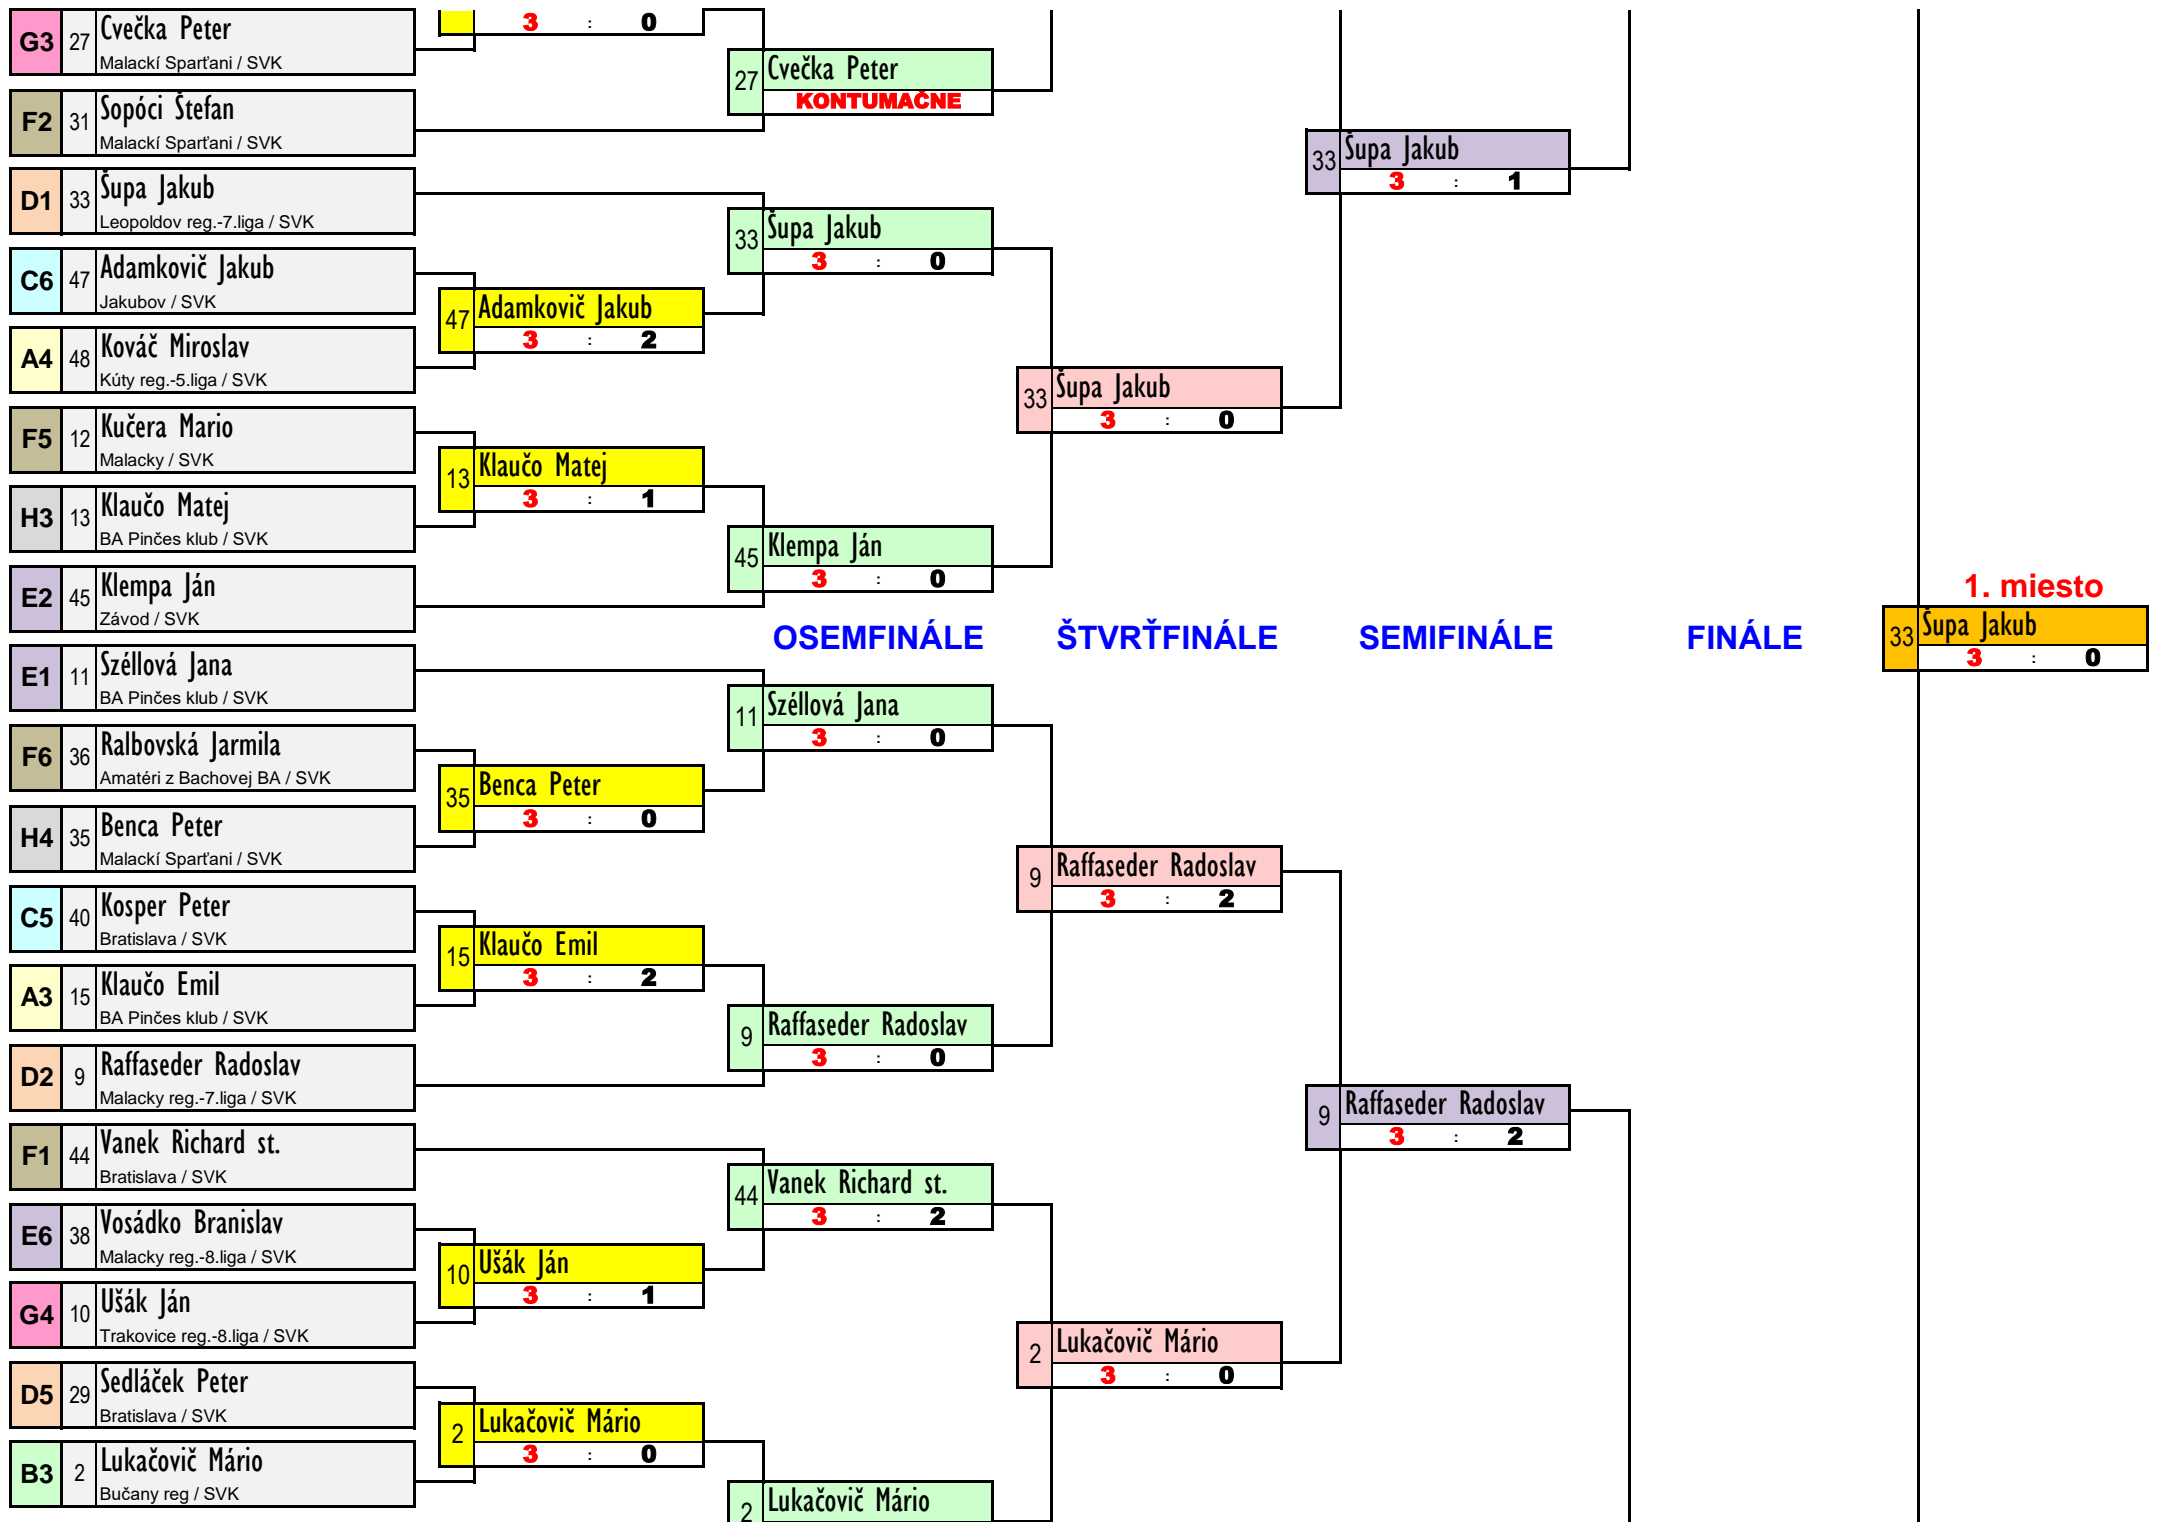 G3 27 Cvečka Peter
Malackí Sparťani / SVK
3 : 0
27 Cvečka Peter
KONTUMAČNE
F2 31 Sopóci Štefan
Malackí Sparťani / SVK
33 Šupa Jakub
3 : 1
D1 33 Šupa Jakub
Leopoldov reg.-7.liga / SVK
33 Šupa Jakub
3 : 0
C6 47 Adamkovič Jakub
Jakubov / SVK
47 Adamkovič Jakub
3 : 2
A4 48 Kováč Miroslav
Kúty reg.-5.liga / SVK
33 Šupa Jakub
3 : 0
F5 12 Kučera Mario
Malacky / SVK
13 Klaučo Matej
3 : 1
H3 13 Klaučo Matej
BA Pinčes klub / SVK
45 Klempa Ján
3 : 0
E2 45 Klempa Ján
Závod / SVK
1. miesto
33 Šupa Jakub
3 : 0
OSEMFINÁLE ŠTVRŤFINÁLE SEMIFINÁLE FINÁLE
E1 11 Széllová Jana
BA Pinčes klub / SVK
11 Széllová Jana
3 : 0
F6 36 Ralbovská Jarmila
Amatéri z Bachovej BA / SVK
35 Benca Peter
3 : 0
H4 35 Benca Peter
Malackí Sparťani / SVK
9 Raffaseder Radoslav
3 : 2
C5 40 Kosper Peter
Bratislava / SVK
15 Klaučo Emil
3 : 2
A3 15 Klaučo Emil
BA Pinčes klub / SVK
9 Raffaseder Radoslav
3 : 0
D2 9 Raffaseder Radoslav
Malacky reg.-7.liga / SVK
9 Raffaseder Radoslav
3 : 2
F1 44 Vanek Richard st.
Bratislava / SVK
44 Vanek Richard st.
3 : 2
E6 38 Vosádko Branislav
Malacky reg.-8.liga / SVK
10 Ušák Ján
3 : 1
G4 10 Ušák Ján
Trakovice reg.-8.liga / SVK
2 Lukačovič Mário
3 : 0
D5 29 Sedláček Peter
Bratislava / SVK
2 Lukačovič Mário
3 : 0
B3 2 Lukačovič Mário
Bučany reg / SVK
2 Lukačovič Mário